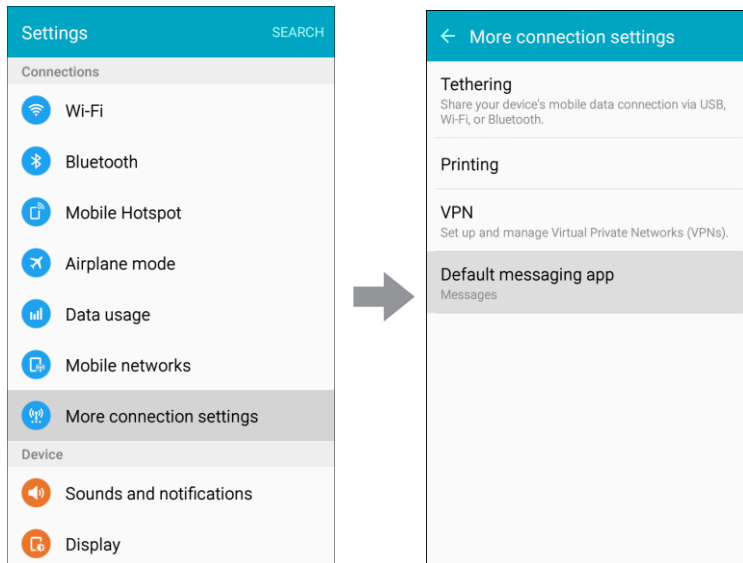 Settings
SEARCH
Connections
Wi-Fi
Bluetooth
Mobile Hotspot
Airplane mode
Data usage
Mobile networks
More connection settings
Device
Sounds and notifications
Display
More connection settings
Tethering
Share your device's mobile data connection via USB,
Wi-Fi, or Bluetooth.
Printing
VPN
Set up and manage Virtual Private Networks (VPNs).
Default messaging app
Messages